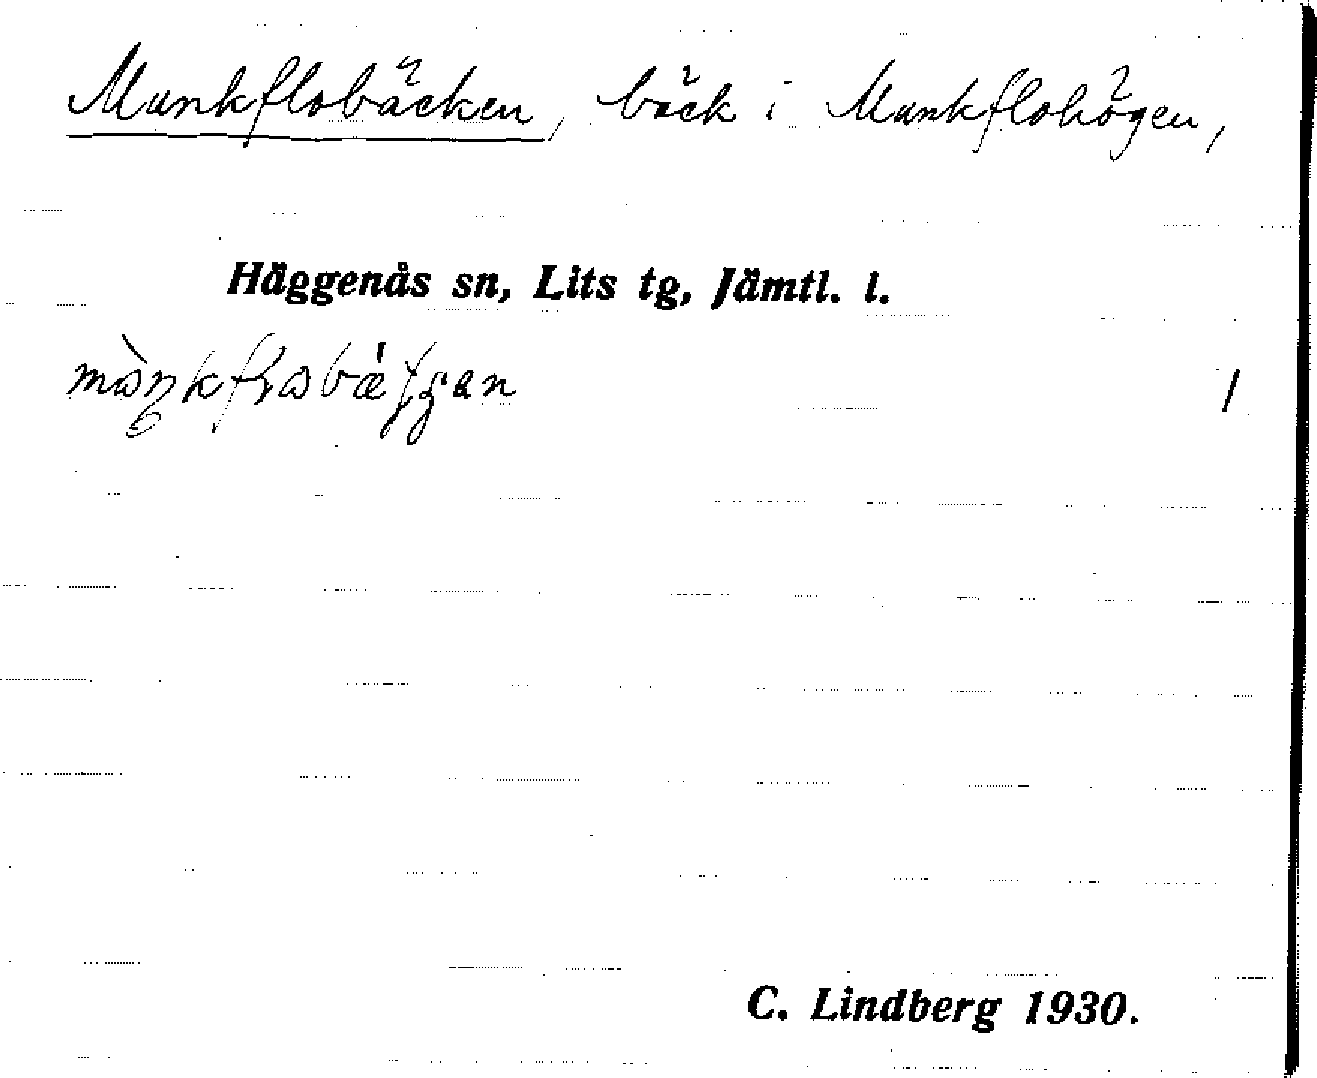 Munkflobäcken, bäck i Munkflohögen,
Häggenås sn, Lits tg, Jämtl. l.
1
C. Lindberg 1930.